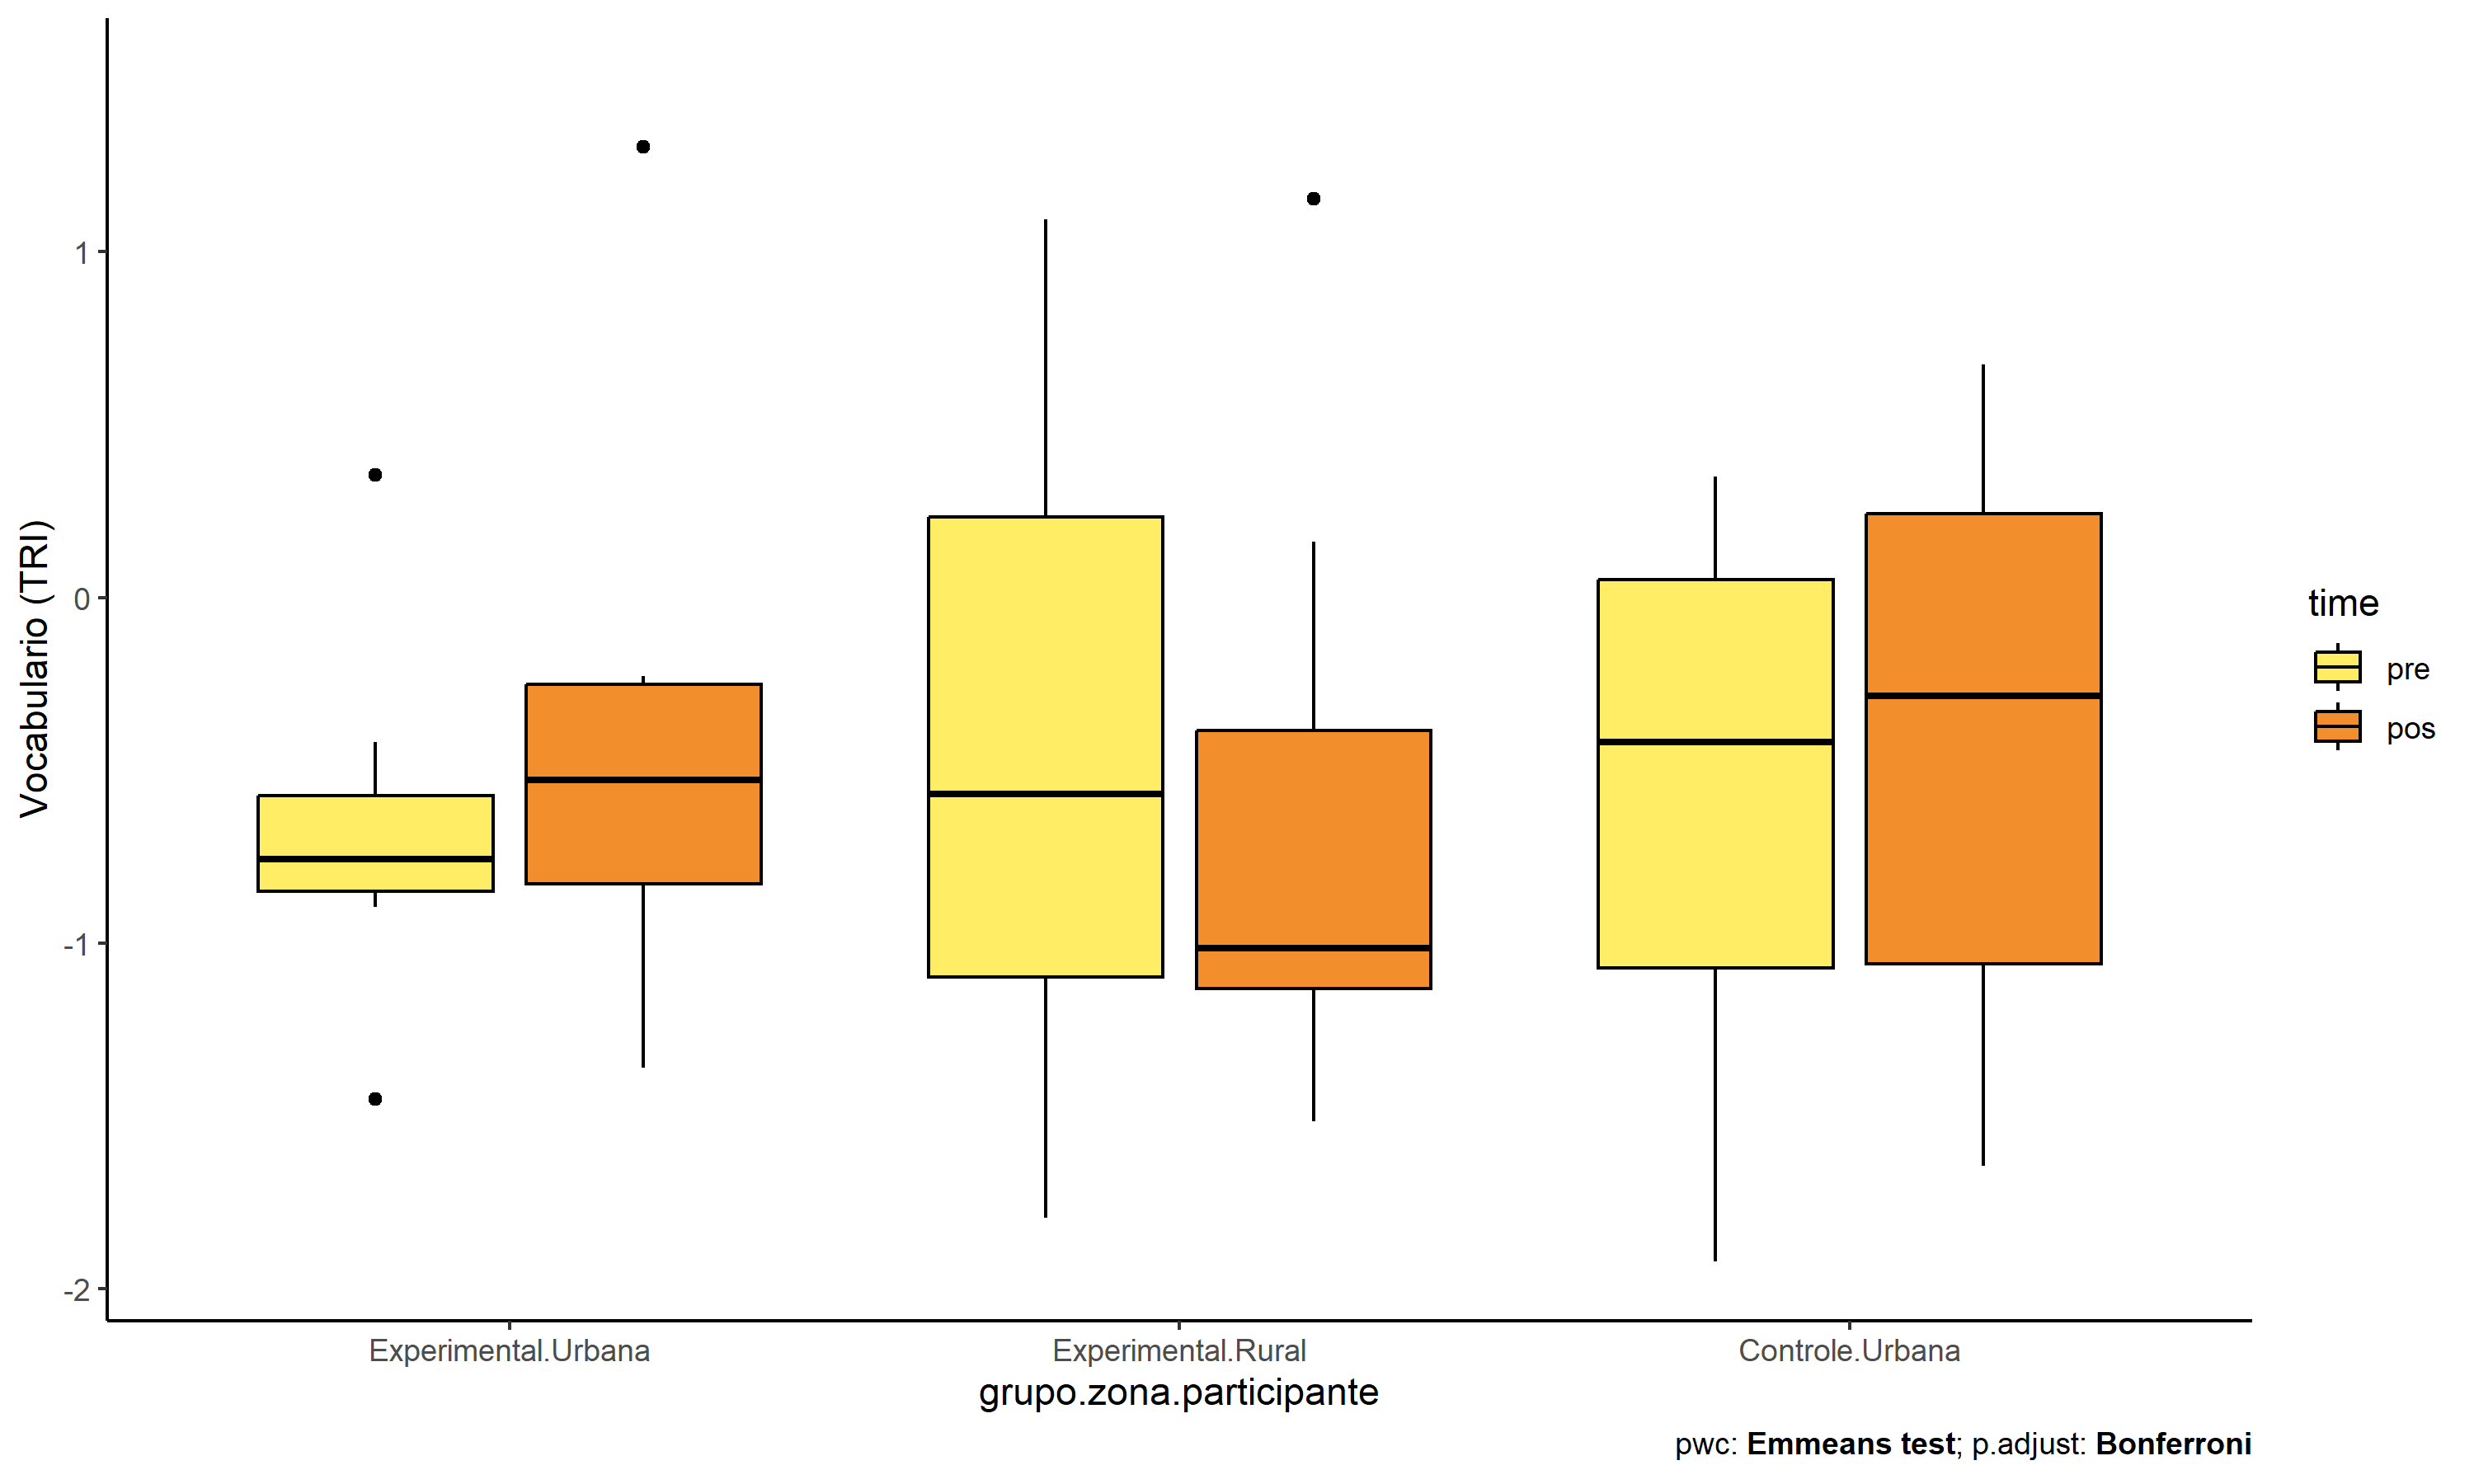 Vocabulario (TRI)
1
0
-1
-2
Experimental.Urbana
Experimental.Rural
Controle.Urbana
grupo.zona.participante
time
pre
pos
pwc: Emmeans test; p.adjust: Bonferroni